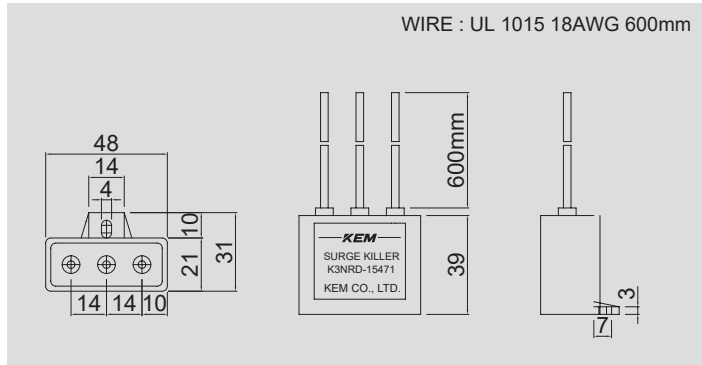 WIRE : UL 1015 18AWG 600mm
48
14
4
10
21
31
14 14 10
600mm
39
KEM
SURGE KILLER
K3NRD-15471
KEM CO., LTD.
3
7